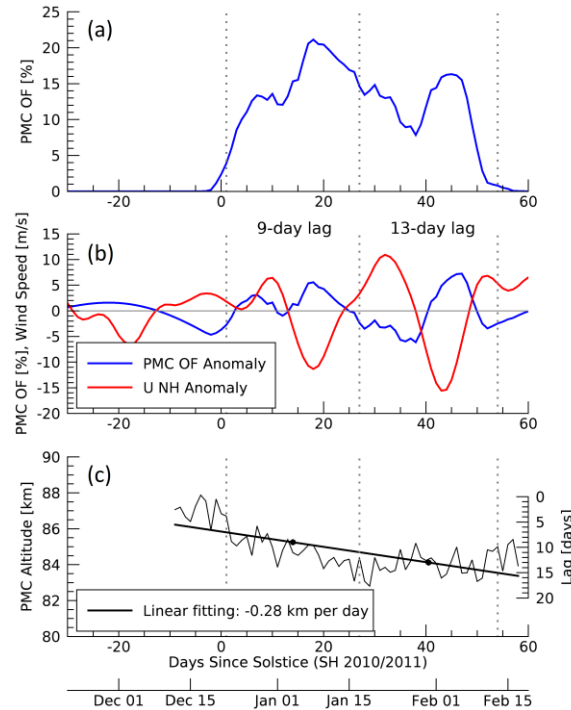 (a)
PMC OF [%]
25
20
15
10
5
0
-20 0 20 40 60
9-day lag 13-day lag
(b)
PMC OF [%], Wind Speed [m/s]
15
10
5
0
-5
-10
-15
-20
PMC OF Anomaly
U NH Anomaly
-20 0 20 40 60
(c)
PMC Altitude [km]
90
88
86
84
82
80
0
5
10
15
20
Lag [days]
Linear fitting: -0.28 km per day
-20 0 20 40 60
Days Since Solstice (SH 2010/2011)
Dec 01 Dec 15 Jan 01 Jan 15 Feb 01 Feb 15